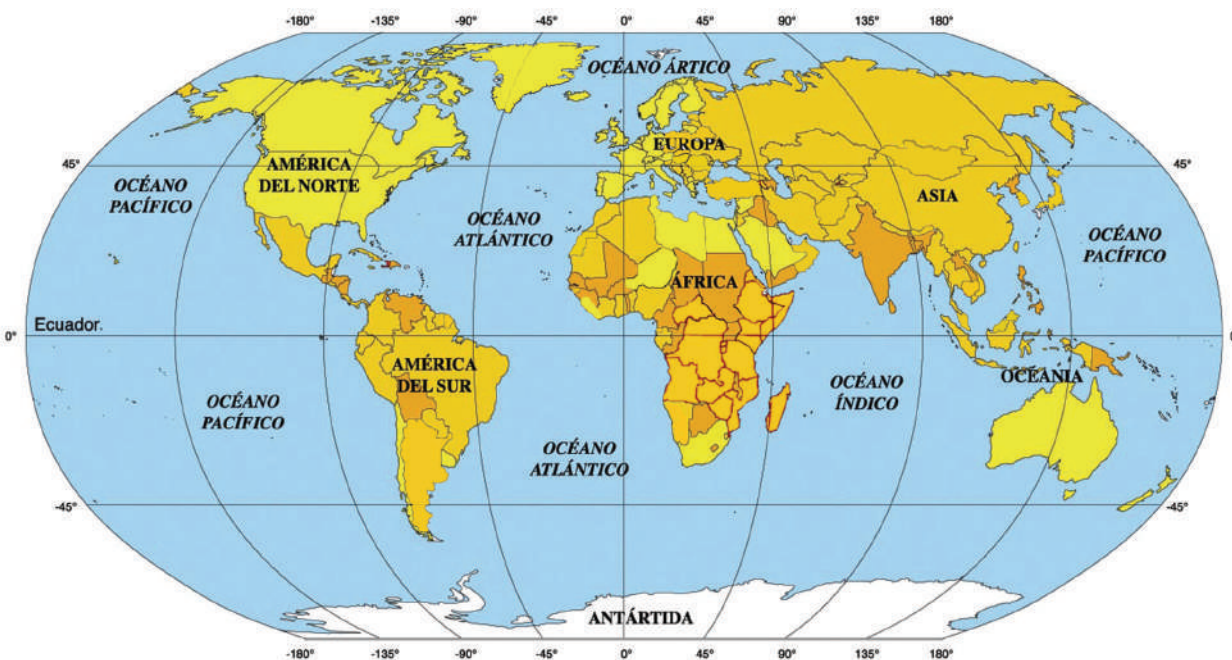 -180° -135° -90° -45° 0° 45° 90° 135° 180°
OCÉANO ÁRTICO
EUROPA
45° 45°
AMÉRICA
DEL NORTE
OCÉANO
PACÍFICO
ASIA
OCÉANO
ATLÁNTICO
OCÉANO
PACÍFICO
ÁFRICA
Ecuador.
0° 0
AMÉRICA
DEL SUR
OCEANÍA
OCÉANO
ÍNDICO
OCÉANO
PACÍFICO
OCÉANO
ATLÁNTICO
-45° -45°
ANTÁRTIDA
-180° -135° -90° -45° 0° 45° 90° 135° 180°